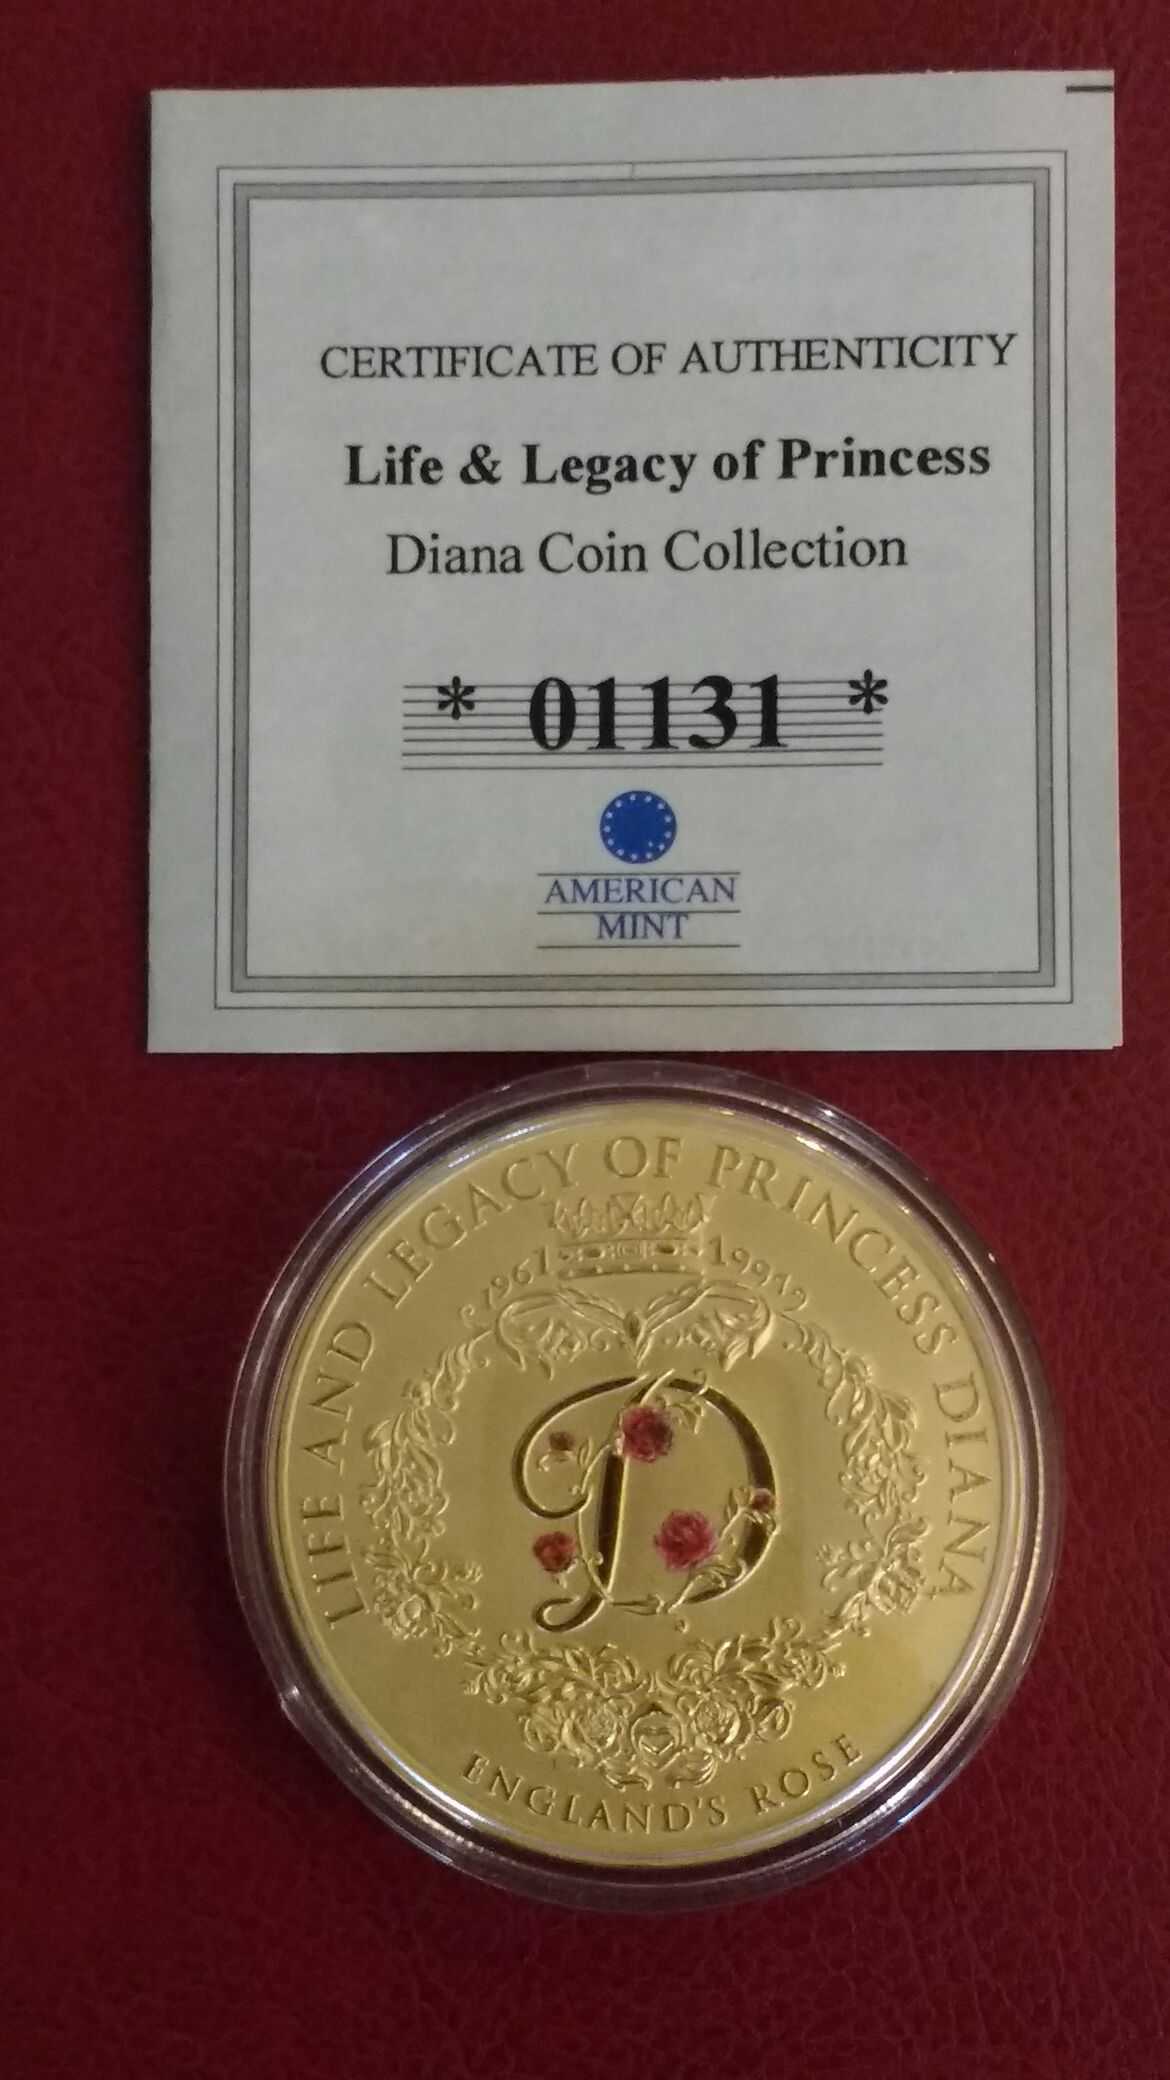 CERTIFICATE OF AUTHENTICITY
Life & Legacy of Princess
Diana Coin Collection
* 01131 *
AMERICAN
MINT
LIFE AND LEGACY OF PRINCESS DIANA
1961 1997
D
ENGLAND'S ROSE